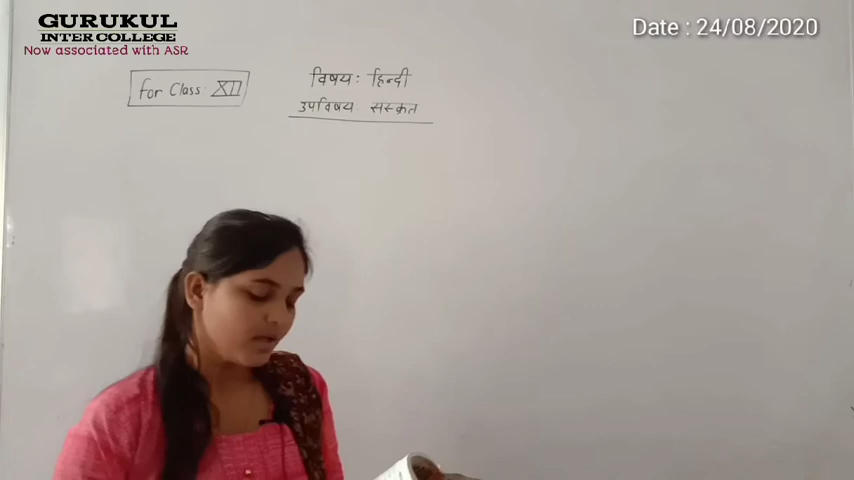 GURUKUL
INTER COLLEGE
Now associated with ASR
Date : 24/08/2020
for Class: XII
विषय: हिन्दी
उपविषय: संस्कृत